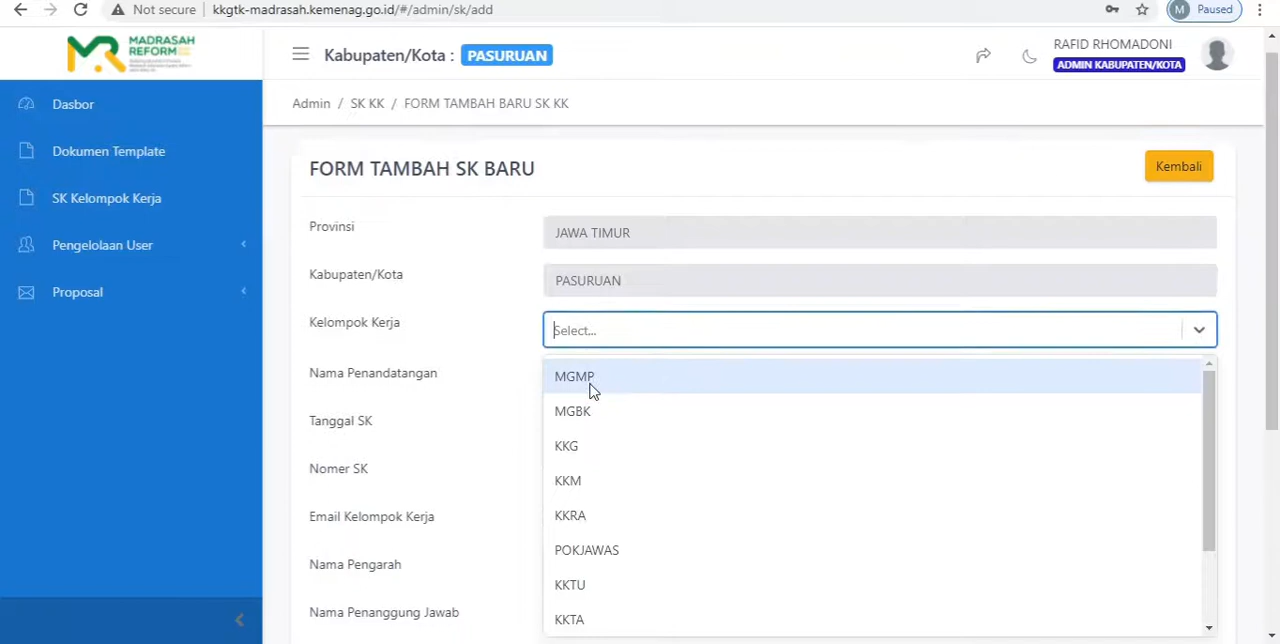 Not secure
kkgtk-madrasah.kemenag.go.id/#/admin/sk/add
M
Paused
MADRASAH
REFORM
Kabupaten/Kota : PASURUAN
RAFID RHOMADONI
ADMIN KABUPATEN/KOTA
Dasbor
Dokumen Template
SK Kelompok Kerja
Pengelolaan User
Proposal
Admin / SK KK / FORM TAMBAH BARU SK KK
FORM TAMBAH SK BARU
Kembali
Provinsi
JAWA TIMUR
Kabupaten/Kota
PASURUAN
Kelompok Kerja
Select...
Nama Penandatangan
Tanggal SK
Nomer SK
Email Kelompok Kerja
Nama Pengarah
Nama Penanggung Jawab
MGMP
MGBK
KKG
KKM
KKRA
POKJAWAS
KKTU
KKTA